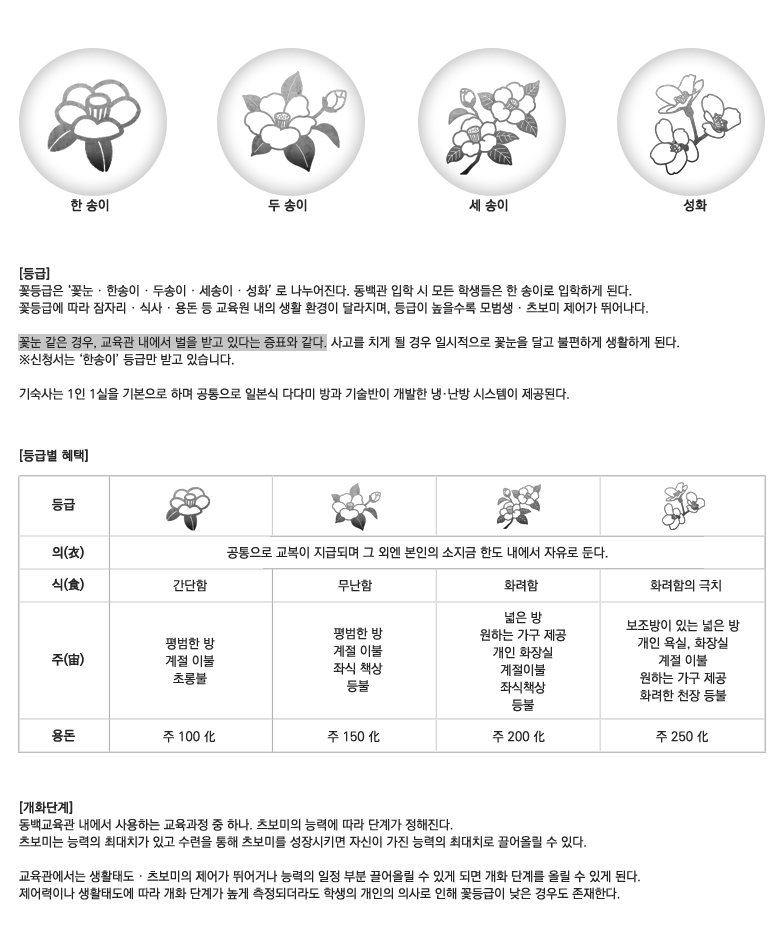 한 송이
두 송이
세 송이
성화
[등급]
꽃등급은 ‘꽃눈 · 한송이 · 두송이 · 세송이 · 성화’ 로 나누어진다. 동백관 입학 시 모든 학생들은 한 송이로 입학하게 된다.
꽃등급에 따라 잠자리 · 식사 · 용돈 등 교육원 내의 생활 환경이 달라지며, 등급이 높을수록 모범생 · 츠보미 제어가 뛰어나다.
꽃눈 같은 경우, 교육관 내에서 벌을 받고 있다는 증표와 같다. 사고를 치게 될 경우 일시적으로 꽃눈을 달고 불편하게 생활하게 된다.
※신청서는 ‘한송이’ 등급만 받고 있습니다.
기숙사는 1인 1실을 기본으로 하며 공통으로 일본식 다다미 방과 기술반이 개발한 냉·난방 시스템이 제공된다.
[등급별 혜택]
등급
의(衣)
공통으로 교복이 지급되며 그 외엔 본인의 소지금 한도 내에서 자유로 둔다.
식(食)
간단함
무난함
화려함
화려함의 극치
주(宙)
평범한 방
계절 이불
초롱불
평범한 방
계절 이불
좌식 책상
등불
넓은 방
원하는 가구 제공
개인 화장실
계절이불
좌식책상
등불
보조방이 있는 넓은 방
개인 욕실, 화장실
계절 이불
원하는 가구 제공
화려한 천장 등불
용돈
주 100 化
주 150 化
주 200 化
주 250 化
[개화단계]
동백교육관 내에서 사용하는 교육과정 중 하나. 츠보미의 능력에 따라 단계가 정해진다.
츠보미는 능력의 최대치가 있고 수련을 통해 츠보미를 성장시키면 자신이 가진 능력의 최대치로 끌어올릴 수 있다.
교육관에서는 생활태도 · 츠보미의 제어가 뛰어거나 능력의 일정 부분 끌어올릴 수 있게 되면 개화 단계를 올릴 수 있게 된다.
제어력이나 생활태도에 따라 개화 단계가 높게 측정되더라도 학생의 개인의 의사로 인해 꽃등급이 낮은 경우도 존재한다.